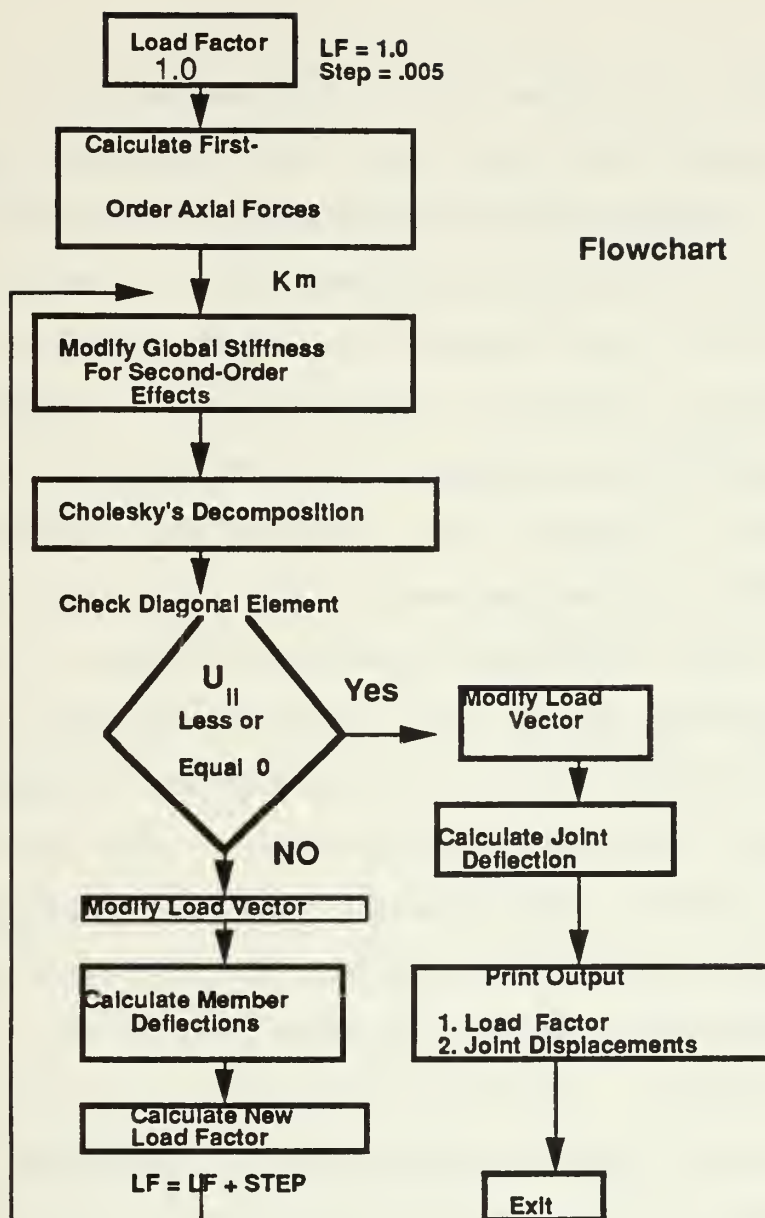 Load Factor
1.0
LF = 1.0
Step = .005
Calculate First-
Order Axial Forces
Flowchart
Km
Modify Global Stiffness
For Second-Order
Effects
Cholesky's Decomposition
Check Diagonal Element
U
II
Less or
Equal 0
Yes
NO
Modify Load
Vector
Calculate Joint
Deflection
Print Output
1. Load Factor
2. Joint Displacements
Exit
Modify Load Vector
Calculate Member
Deflections
Calculate New
Load Factor
LF = LF + STEP